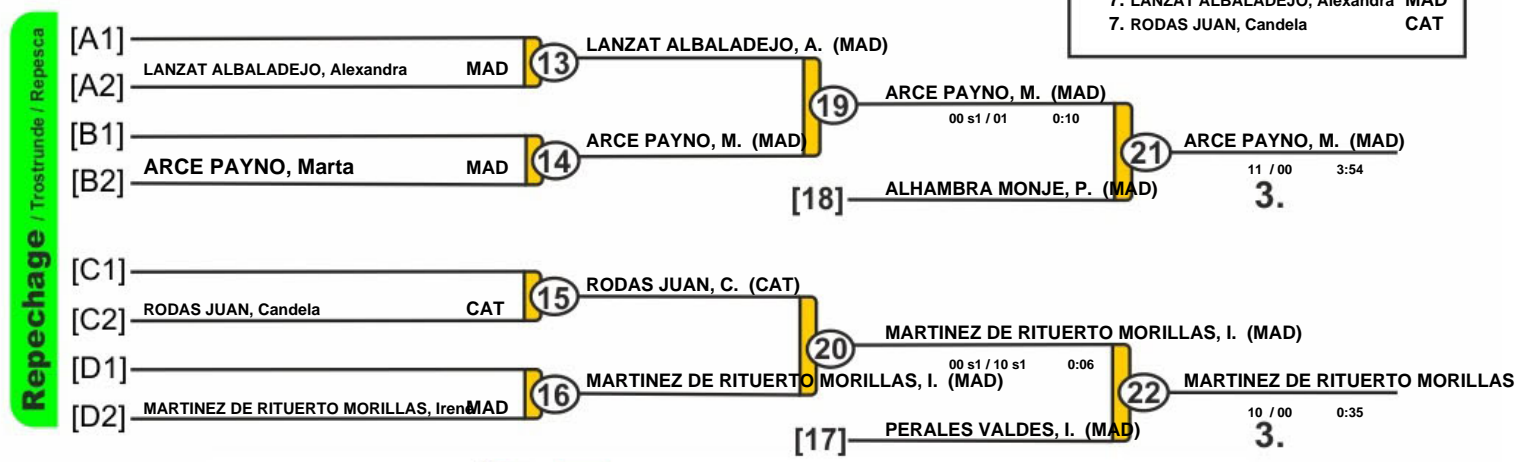 7. LANZAT ALBALADEJO, Alexandra MAD
7. RODAS JUAN, Candela CAT
Repechage / Trostrunde / Repesca
[A1]
LANZAT ALBALADEJO, A. (MAD)
LANZAT ALBALADEJO, Alexandra MAD 13
[A2]
ARCE PAYNO, M. (MAD)
19
00 s1 / 01 0:10
[B1]
ARCE PAYNO, M. (MAD)
ARCE PAYNO, M. (MAD)
ARCE PAYNO, Marta MAD 14
21
11 / 00 3:54
[B2]
[18] ALHAMBRA MONJE, P. (MAD)
3.
[C1]
RODAS JUAN, C. (CAT)
RODAS JUAN, Candela CAT 15
[C2]
MARTINEZ DE RITUERTO MORILLAS, I. (MAD)
20
00 s1 / 10 s1 0:06
[D1]
MARTINEZ DE RITUERTO MORILLAS, I. (MAD)
MARTINEZ DE RITUERTO MORILLAS
16
22
MARTINEZ DE RITUERTO MORILLAS, Irene MAD
10 / 00 0:35
[D2]
[17] PERALES VALDES, I. (MAD)
3.